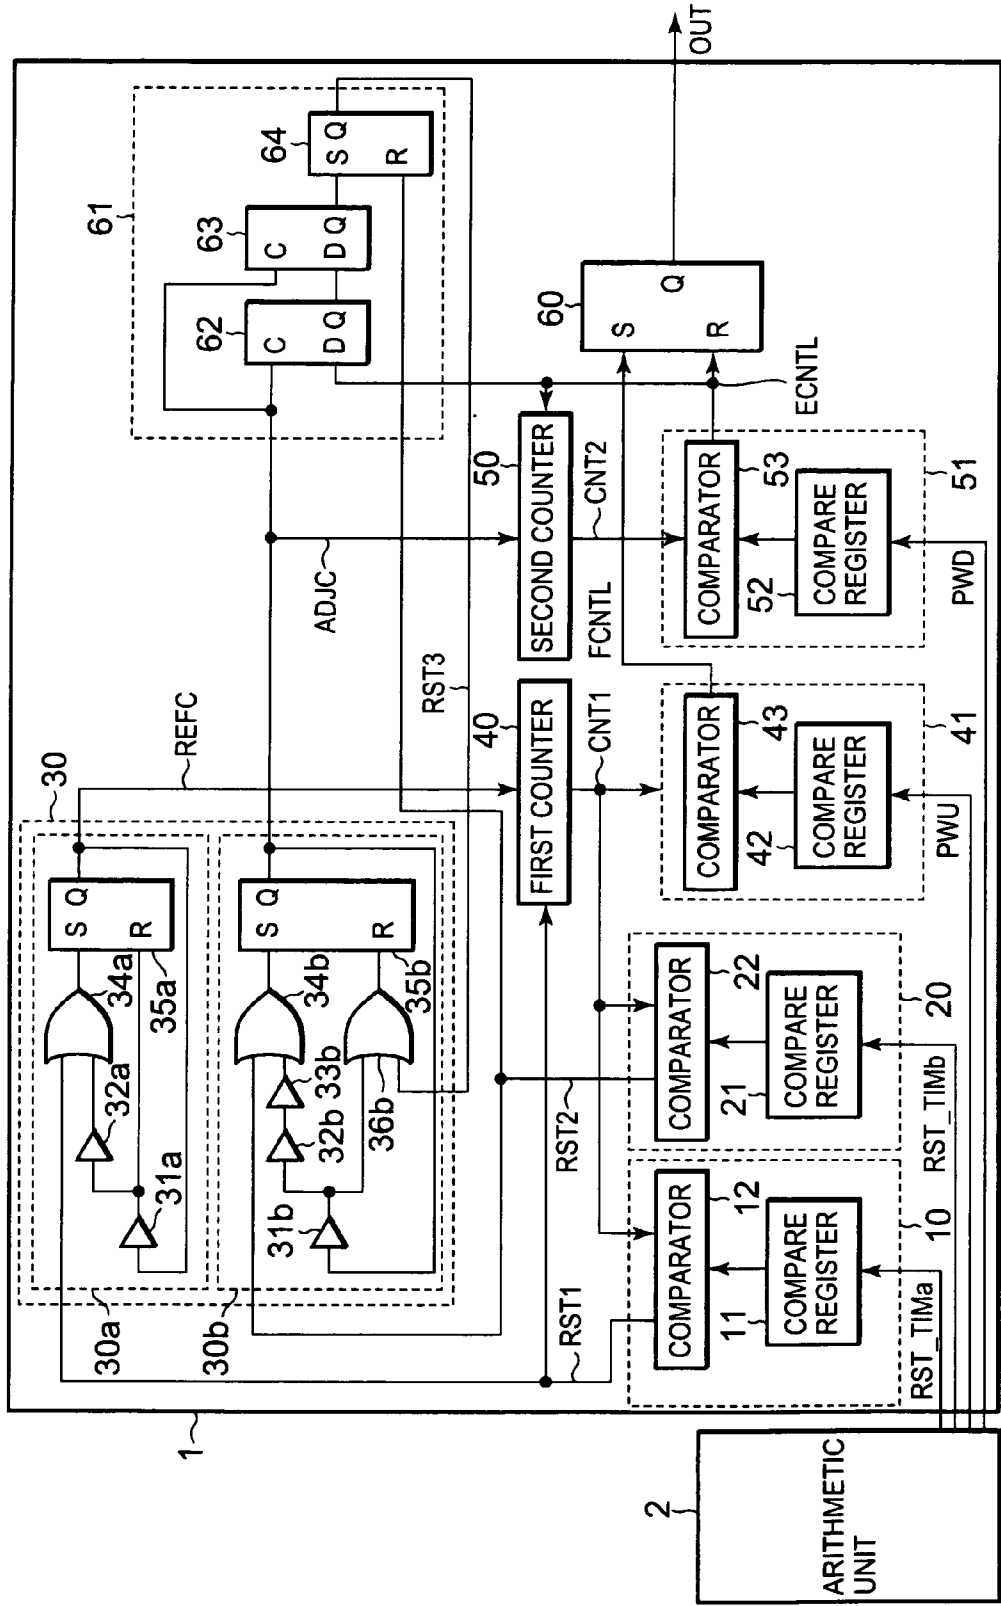 1
30
30a
30b
31a
32a
34a
S Q
R
35a
REFC
31b
32b
33b
34b
36b
S Q
R
35b
ADJC
61
62
C
D Q
63
C
D Q
64
S Q
R
RST1
RST2
RST3
40
FIRST COUNTER
CNT1
50
SECOND COUNTER
CNT2
FCNTL
ECNTL
60
S
Q
R
OUT
COMPARATOR
12
11
COMPARE
REGISTER
10
COMPARATOR
22
21
COMPARE
REGISTER
20
COMPARATOR
43
42
COMPARE
REGISTER
41
COMPARATOR
53
52
COMPARE
REGISTER
51
RST_TIMa
RST_TIMb
PWU
PWD
2
ARITHMETIC
UNIT